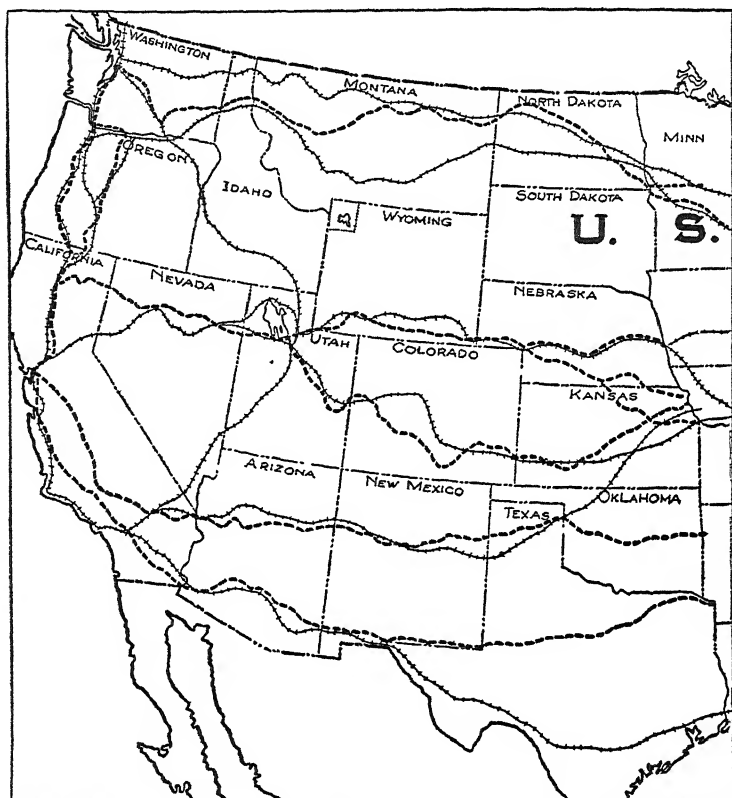 WASHINGTON
MONTANA
NORTH DAKOTA
MINN
OREGON
IDAHO
WYOMING
SOUTH DAKOTA
U. S.
CALIFORNIA
NEVADA
NEBRASKA
UTAH
COLORADO
KANSAS
ARIZONA
NEW MEXICO
OKLAHOMA
TEXAS